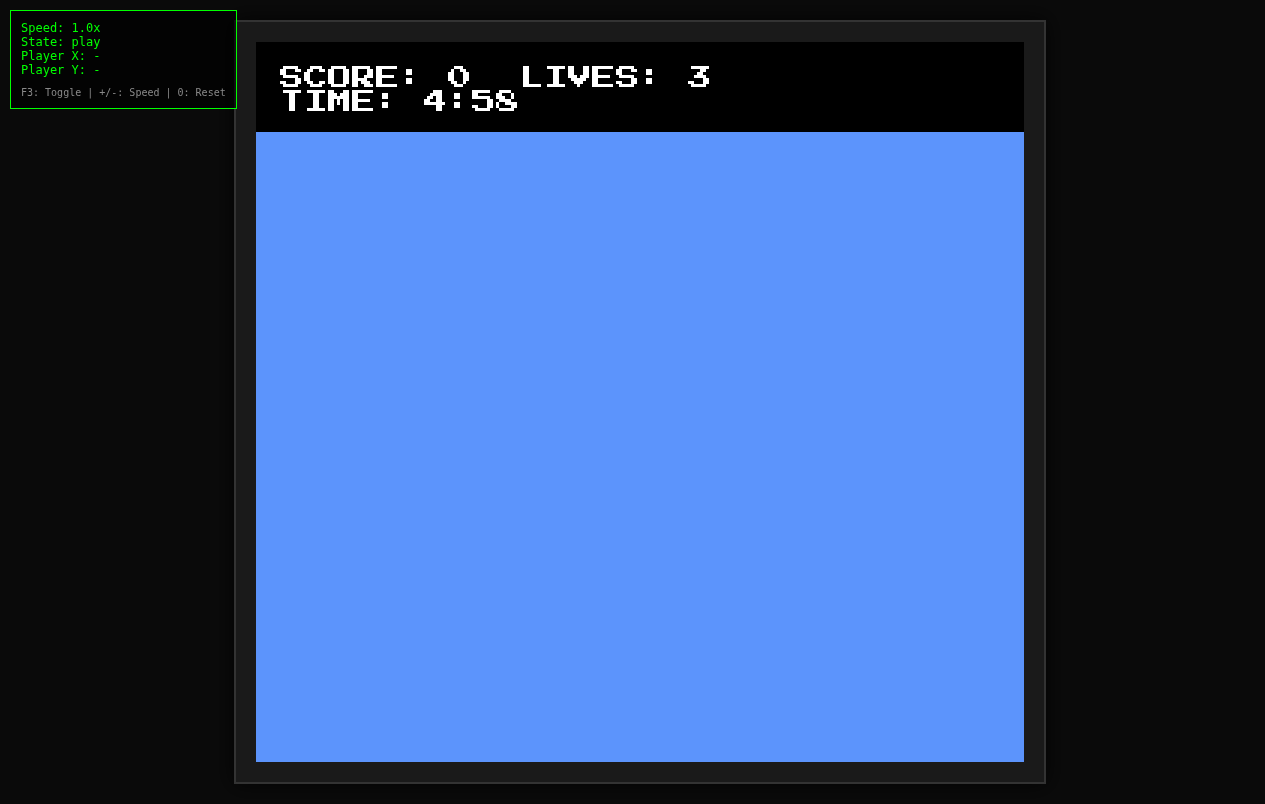 Speed: 1.0x
State: play
Player X: -
Player Y: -
F3: Toggle | +/-: Speed | 0: Reset
SCORE: 0 LIVES: 3
TIME: 4:58